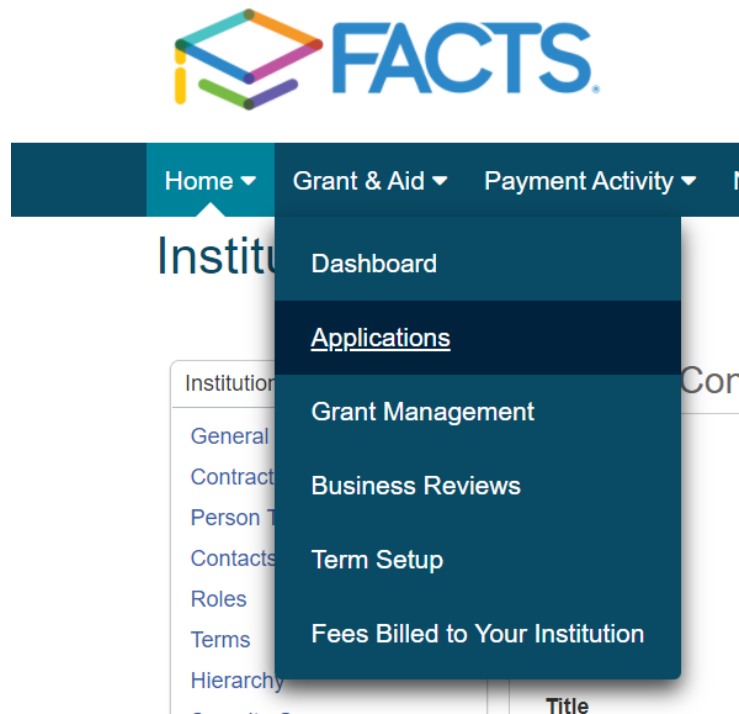 FACTS®
Home Grant & Aid Payment Activity
Institu
Dashboard
Applications
Grant Management
Business Reviews
Term Setup
Fees Billed to Your Institution
Con
Institution
General
Contract
Person T
Contacts
Roles
Terms
Hierarchy
Title